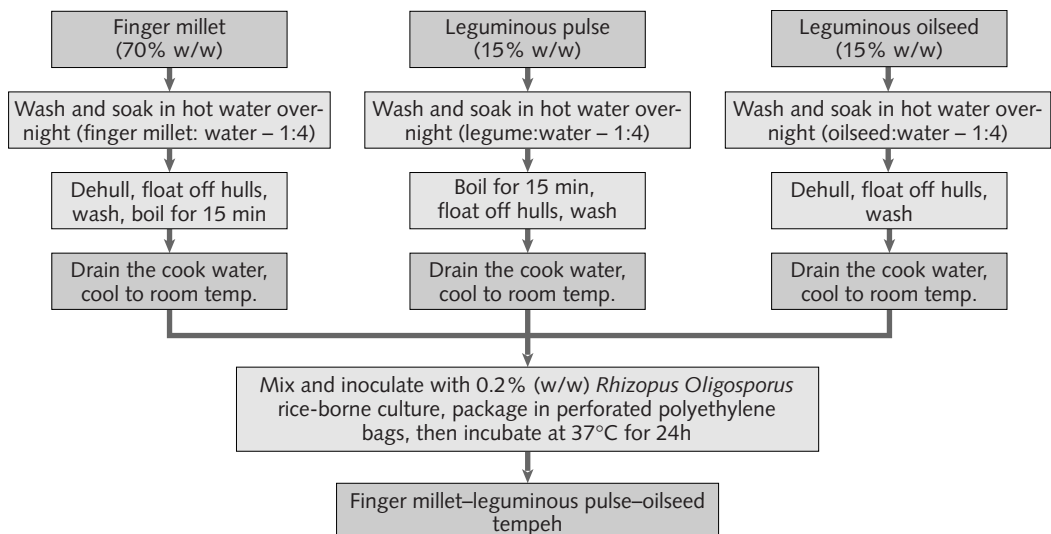 Finger millet
(70% w/w)
Leguminous pulse
(15% w/w)
Leguminous oilseed
(15% w/w)
Wash and soak in hot water over-
night (finger millet: water – 1:4)
Wash and soak in hot water over-
night (legume:water – 1:4)
Wash and soak in hot water over-
night (oilseed:water – 1:4)
Dehull, float off hulls,
wash, boil for 15 min
Boil for 15 min,
float off hulls, wash
Dehull, float off hulls,
wash
Drain the cook water,
cool to room temp.
Drain the cook water,
cool to room temp.
Drain the cook water,
cool to room temp.
Mix and inoculate with 0.2% (w/w) Rhizopus Oligosporus
rice-borne culture, package in perforated polyethylene
bags, then incubate at 37°C for 24h
Finger millet–leguminous pulse–oilseed
tempeh